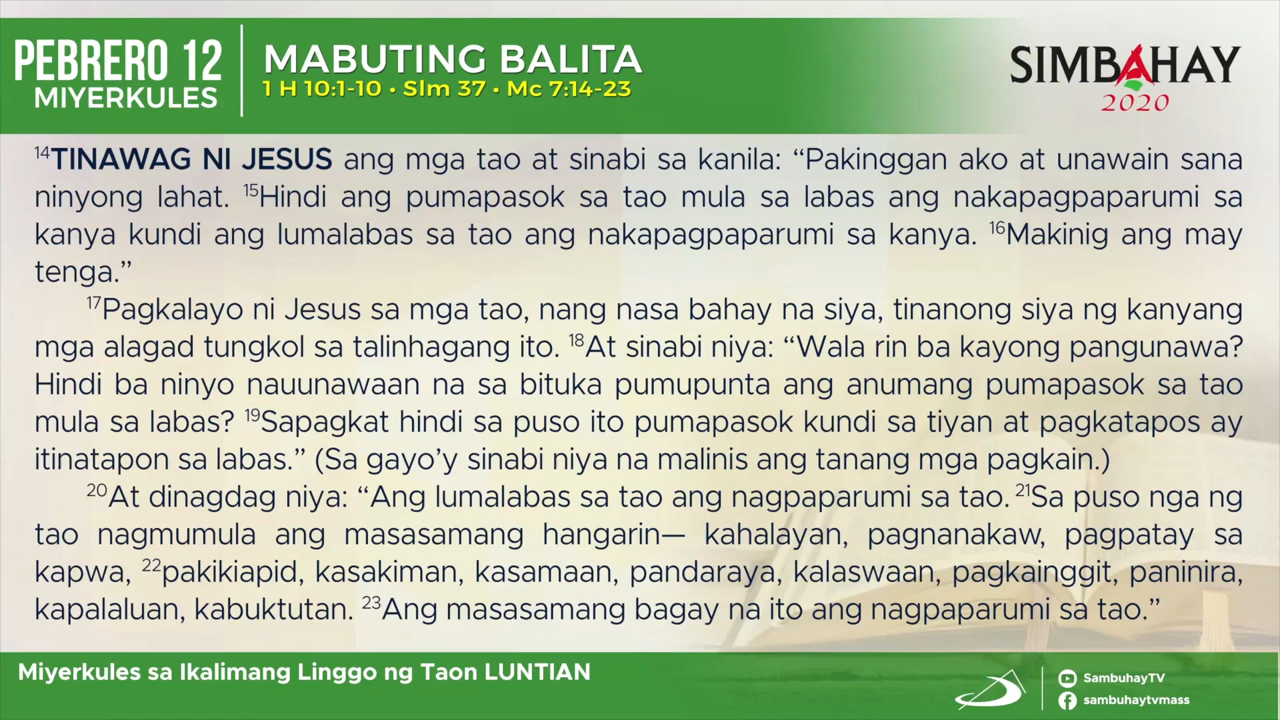 PEBRERO 12
MIYERKULES
MABUTING BALITA
1 H 10:1-10 • Slm 37 • Mc 7:14-23
SIMBAHAY
2020
14TINAWAG NI JESUS ang mga tao at sinabi sa kanila: “Pakinggan ako at unawain sana
ninyong lahat. 15Hindi ang pumapasok sa tao mula sa labas ang nakapagpaparumi sa
kanya kundi ang lumalabas sa tao ang nakapagpaparumi sa kanya. 16Makinig ang may
tenga.”
17Pagkalayo ni Jesus sa mga tao, nang nasa bahay na siya, tinanong siya ng kanyang
mga alagad tungkol sa talinhagang ito. 18At sinabi niya: “Wala rin ba kayong pangunawa?
Hindi ba ninyo nauunawaan na sa bituka pumupunta ang anumang pumapasok sa tao
mula sa labas? 19Sapagkat hindi sa puso ito pumapasok kundi sa tiyan at pagkatapos ay
itinatapon sa labas.” (Sa gayo’y sinabi niya na malinis ang tanang mga pagkain.)
20At dinagdag niya: “Ang lumalabas sa tao ang nagpaparumi sa tao. 21Sa puso nga ng
tao nagmumula ang masasamang hangarin— kahalayan, pagnanakaw, pagpatay sa
kapwa, 22pakikiapid, kasakiman, kasamaan, pandaraya, kalaswaan, pagkainggit, paninira,
kapalaluan, kabuktutan. 23Ang masasamang bagay na ito ang nagpaparumi sa tao.”
Miyerkules sa Ikalimang Linggo ng Taon LUNTIAN
SambuhayTV
sambuhaytvmass